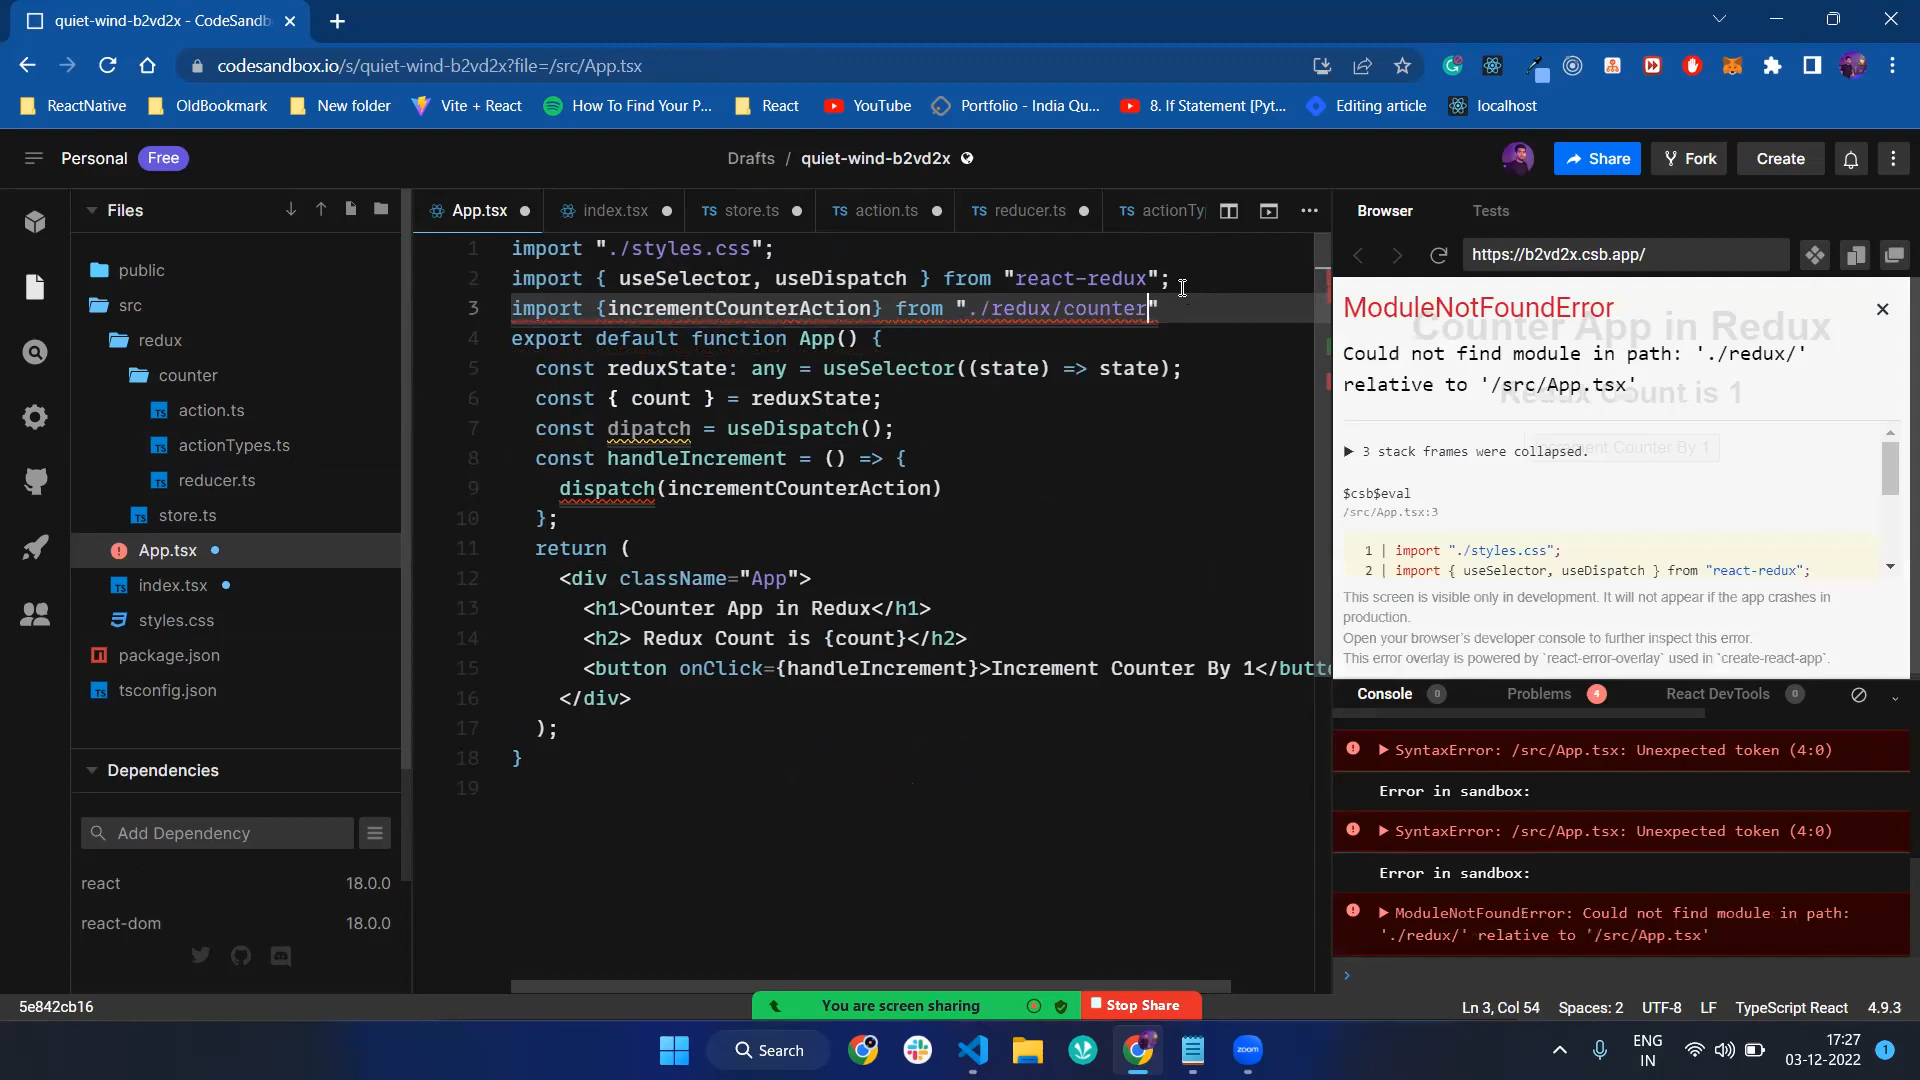 quiet-wind-b2vd2x - CodeSandb
codesandbox.io/s/quiet-wind-b2vd2x?file=/src/App.tsx
ReactNative
OldBookmark
New folder
Vite + React
How To Find Your P...
React
YouTube
Portfolio - India Qu...
8. If Statement [Pyt...
Editing article
localhost
Personal Free
Drafts / quiet-wind-b2vd2x
Share
Fork
Create
Files
public
src
redux
counter
action.ts
actionTypes.ts
reducer.ts
store.ts
App.tsx
index.tsx
styles.css
package.json
tsconfig.json
Dependencies
Add Dependency
react 18.0.0
react-dom 18.0.0
App.tsx
index.tsx
store.ts
action.ts
reducer.ts
actionTy
1 import "./styles.css";
2 import { useSelector, useDispatch } from "react-redux";
3 import {incrementCounterAction} from "./redux/counter"
4 export default function App() {
5 const reduxState: any = useSelector((state) => state);
6 const { count } = reduxState;
7 const dipatch = useDispatch();
8 const handleIncrement = () => {
9 dispatch(incrementCounterAction)
10 };
11 return (
12 <div className="App">
13 <h1>Counter App in Redux</h1>
14 <h2> Redux Count is {count}</h2>
15 <button onClick={handleIncrement}>Increment Counter By 1</butto
16 </div>
17 );
18 }
19
Browser
Tests
https://b2vd2x.csb.app/
ModuleNotFoundError
Counter App in Redux
Could not find module in path: './redux/'
relative to '/src/App.tsx'
Redux Count is 1
3 stack frames were collapsed.
Increment Counter By 1
$csb$eval
/src/App.tsx:3
1 | import "./styles.css";
2 | import { useSelector, useDispatch } from "react-redux";
This screen is visible only in development. It will not appear if the app crashes in
production.
Open your browser's developer console to further inspect this error.
This error overlay is powered by `react-error-overlay` used in `create-react-app`.
Console 0
Problems 4
React DevTools 0
SyntaxError: /src/App.tsx: Unexpected token (4:0)
Error in sandbox:
SyntaxError: /src/App.tsx: Unexpected token (4:0)
Error in sandbox:
ModuleNotFoundError: Could not find module in path:
'./redux/' relative to '/src/App.tsx'
5e842cb16
You are screen sharing
Stop Share
Ln 3, Col 54
Spaces: 2
UTF-8
LF
TypeScript React
4.9.3
Search
zoom
ENG
IN
17:27
03-12-2022
1